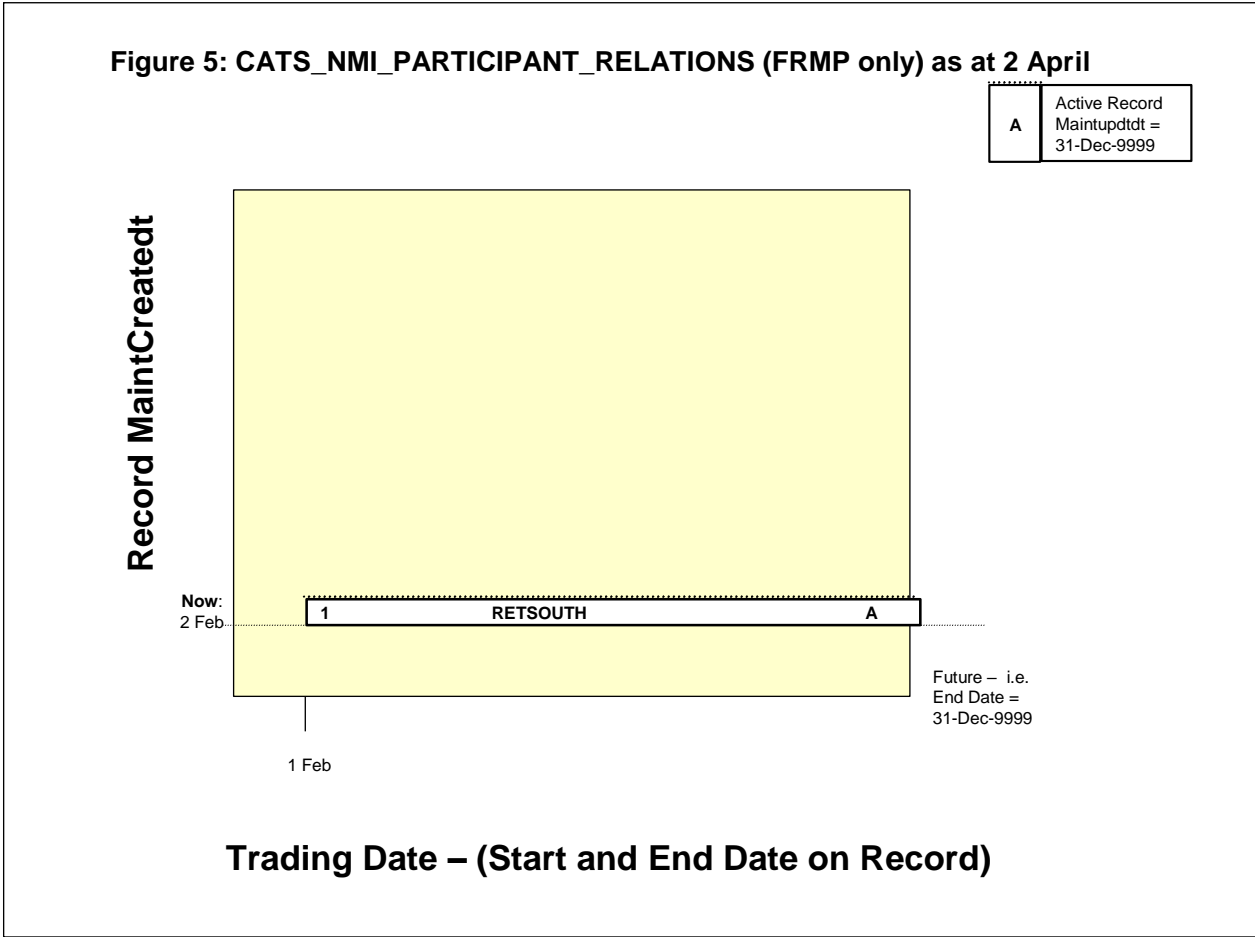 Figure 5: CATS_NMI_PARTICIPANT_RELATIONS (FRMP only) as at 2 April
A
Active Record
Maintupdtdt =
31-Dec-9999
Record MaintCreatedt
Now:
2 Feb
1 RETSOUTH A
Future – i.e.
End Date =
31-Dec-9999
1 Feb
Trading Date – (Start and End Date on Record)